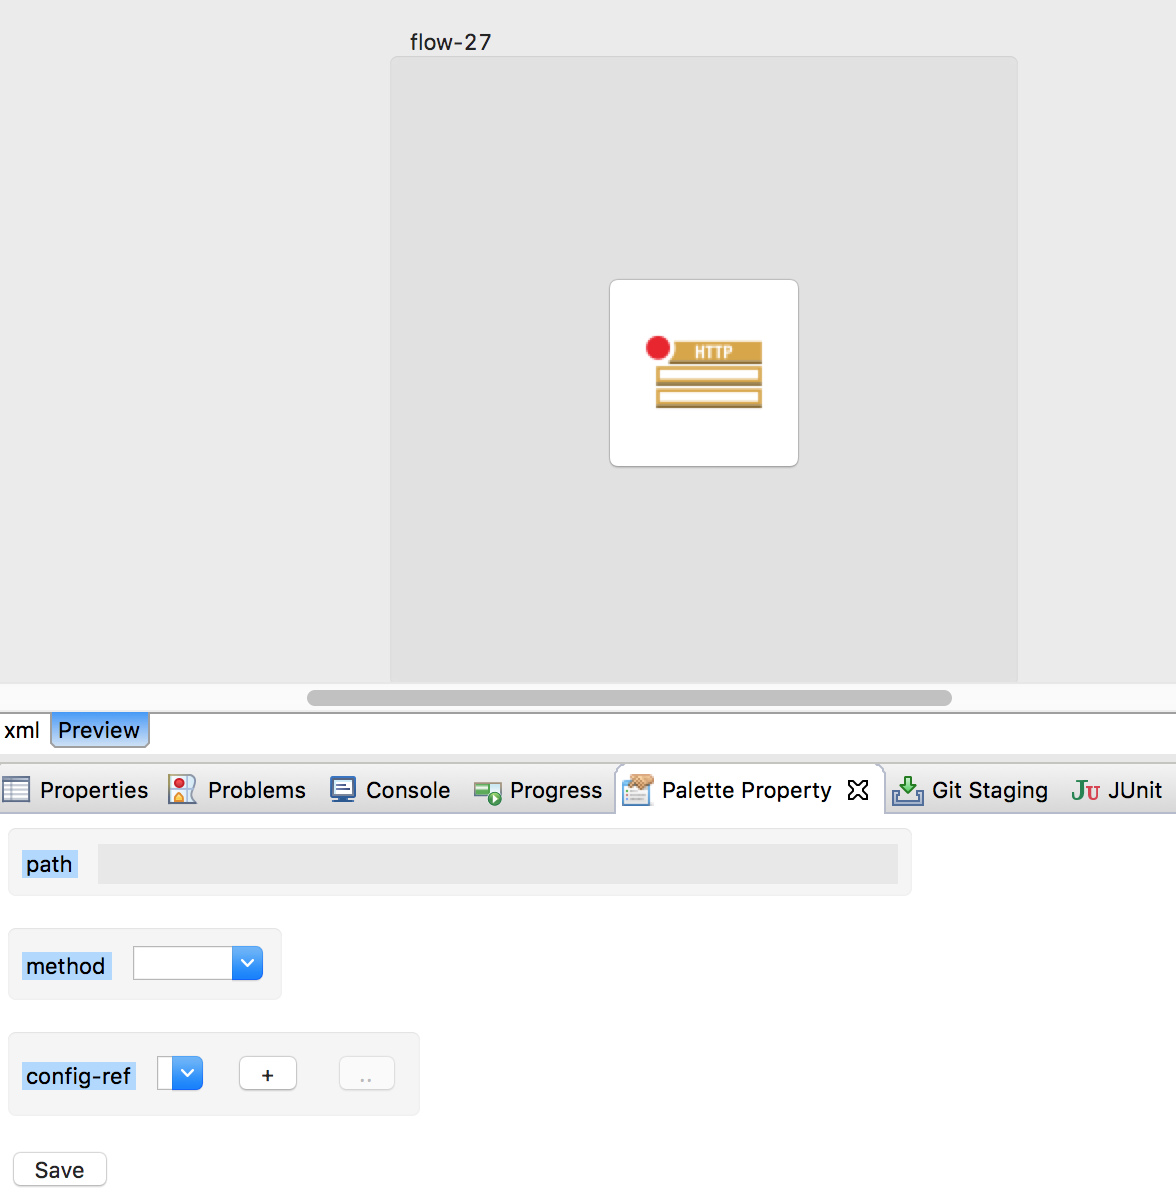 flow-27
HTTP
xml Preview
Properties Problems Console Progress Palette Property Git Staging JU JUnit
path
method
config-ref + ..
Save